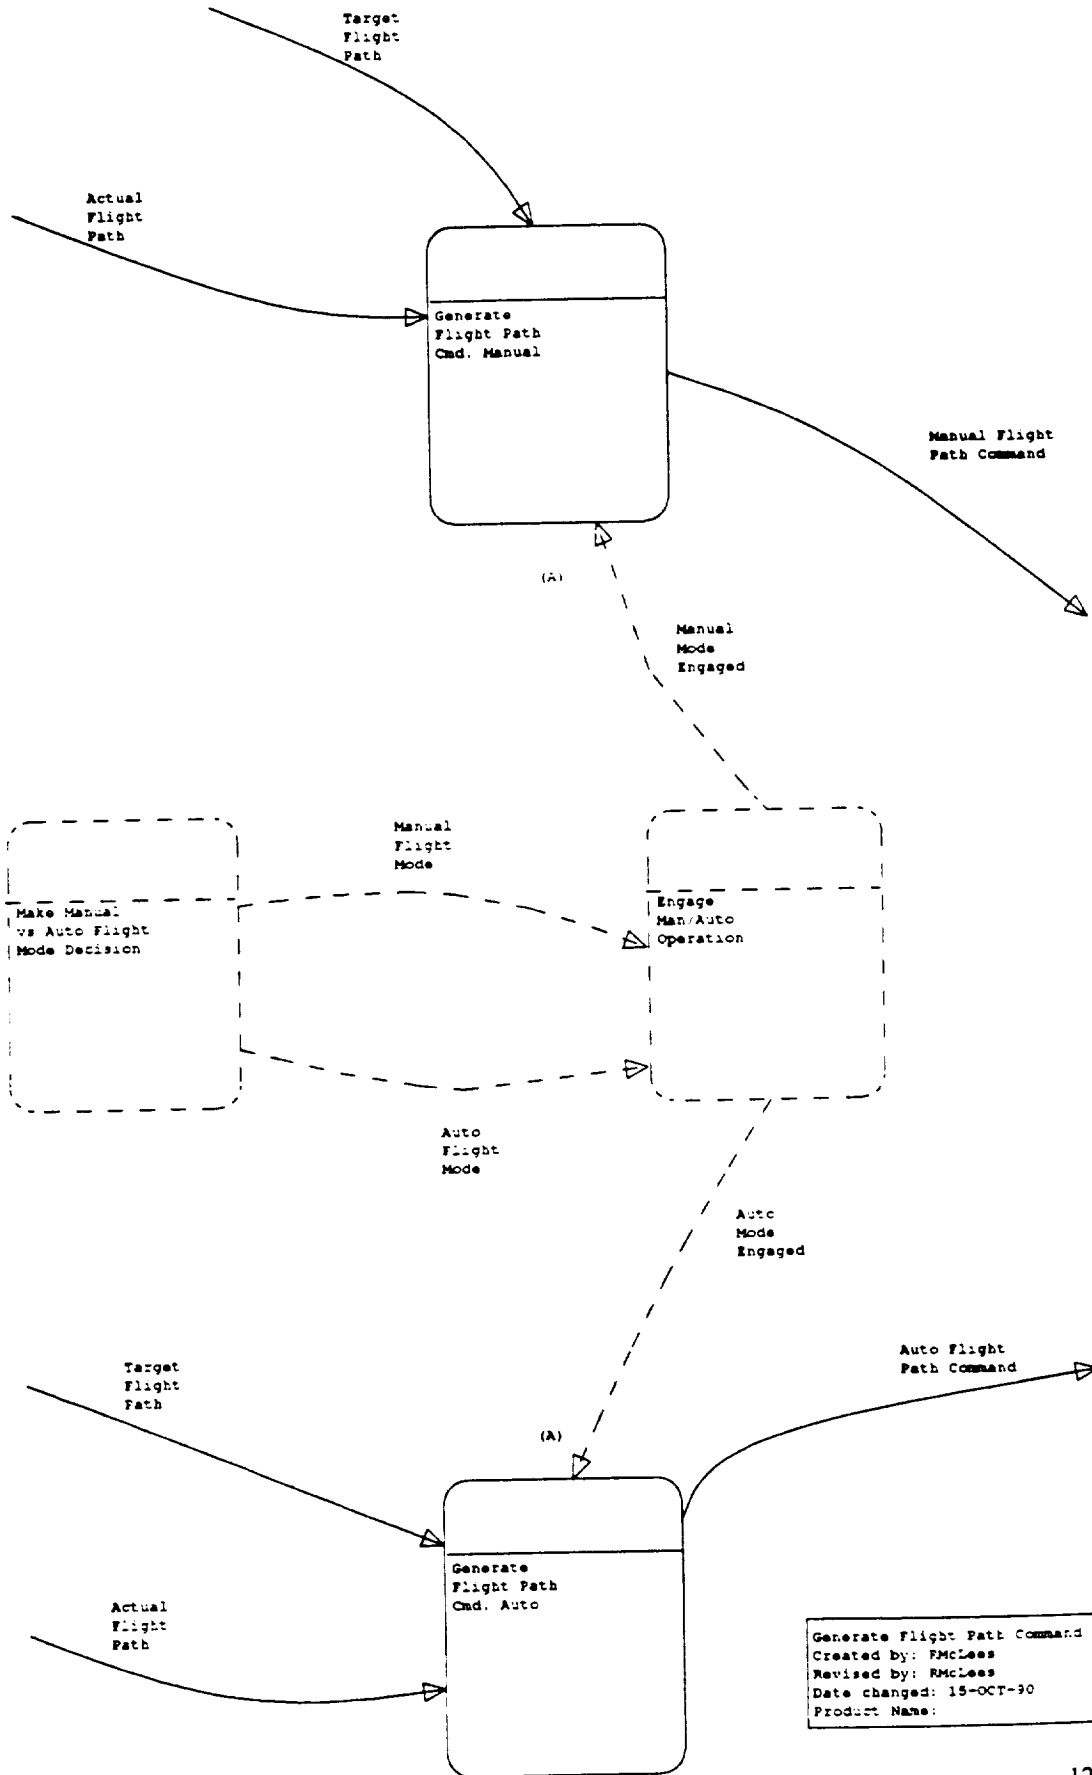 Target
Flight
Path
Actual
Flight
Path
Generate
Flight Path
Cmd. Manual
Manual Flight
Path Command
(A)
Manual
Mode
Engaged
Manual
Flight
Mode
Make Manual
vs Auto Flight
Mode Decision
Engage
Man/Auto
Operation
Auto
Flight
Mode
Auto
Mode
Engaged
Target
Flight
Path
Auto Flight
Path Command
(A)
Generate
Flight Path
Cmd. Auto
Actual
Flight
Path
Generate Flight Path Command
Created by: RMcLees
Revised by: RMcLees
Date changed: 15-OCT-90
Product Name:
12